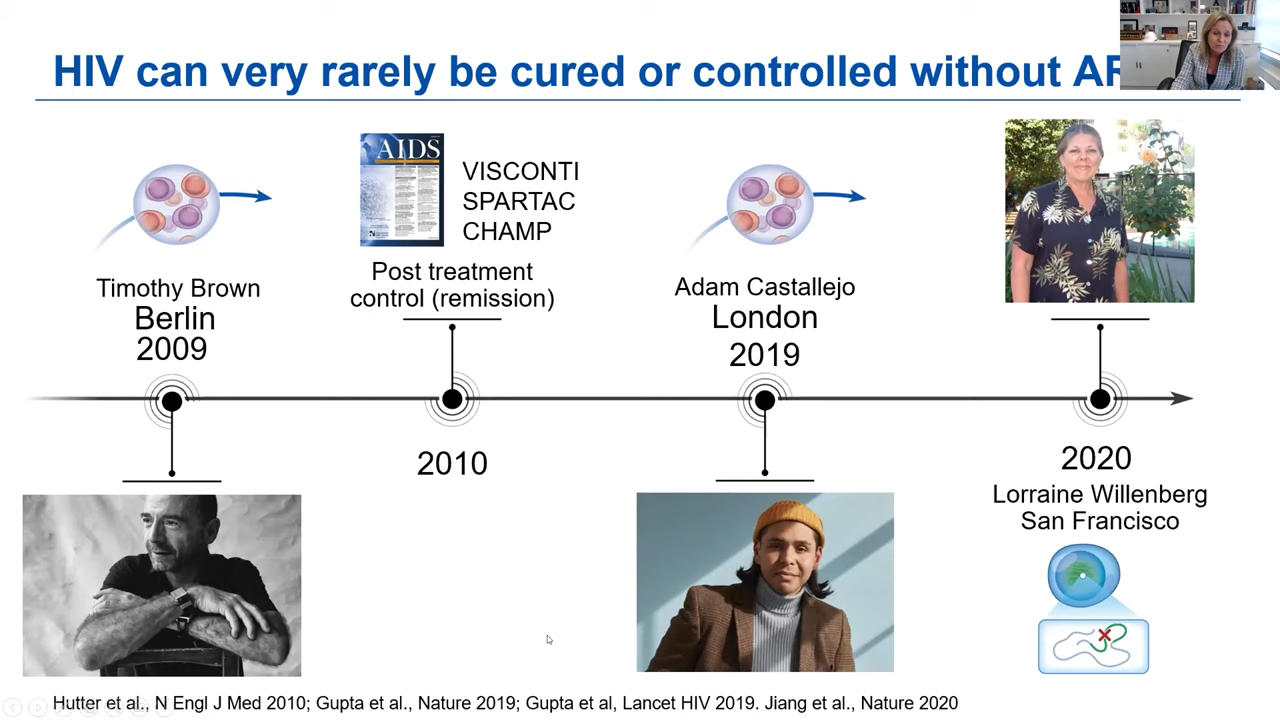 HIV can very rarely be cured or controlled without AR
AIDS
VISCONTI
SPARTAC
CHAMP
Post treatment
control (remission)
Timothy Brown
Berlin
2009
Adam Castallejo
London
2019
2010
2020
Lorraine Willenberg
San Francisco
Hutter et al., N Engl J Med 2010; Gupta et al., Nature 2019; Gupta et al, Lancet HIV 2019. Jiang et al., Nature 2020